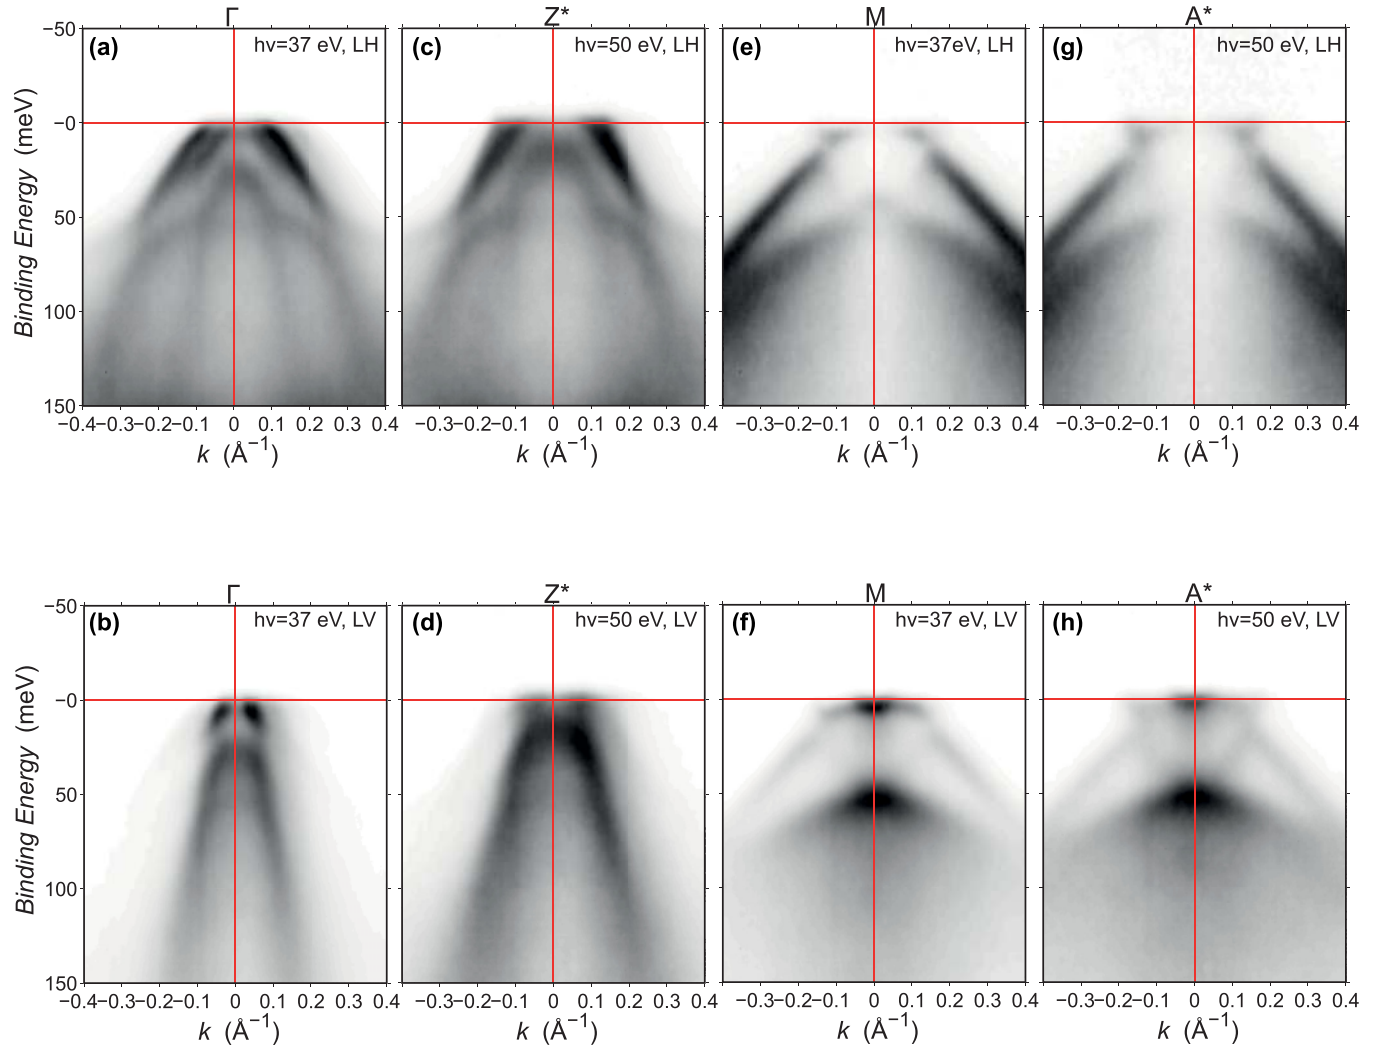 Γ Z* M A*
(a) hν=37 eV, LH (c) hν=50 eV, LH (e) hν=37eV, LH (g) hν=50 eV, LH
−50
−0
50
100
150
Binding Energy (meV)
−0.4−0.3−0.2−0.1 0 0.1 0.2 0.3 −0.4−0.3−0.2−0.1 0 0.1 0.2 0.3 0.4 −0.3−0.2−0.1 0 0.1 0.2 0.3 0.4 −0.3−0.2−0.1 0 0.1 0.2 0.3 0.4
k (Å−1) k (Å−1) k (Å−1) k (Å−1)
Γ Z* M A*
(b) hν=37 eV, LV (d) hν=50 eV, LV (f) hν=37 eV, LV (h) hν=50 eV, LV
−50
−0
50
100
150
Binding Energy (meV)
−0.4−0.3−0.2−0.1 0 0.1 0.2 0.3 −0.4−0.3−0.2−0.1 0 0.1 0.2 0.3 0.4 −0.3−0.2−0.1 0 0.1 0.2 0.3 0.4 −0.3−0.2−0.1 0 0.1 0.2 0.3 0.4
k (Å−1) k (Å−1) k (Å−1) k (Å−1)